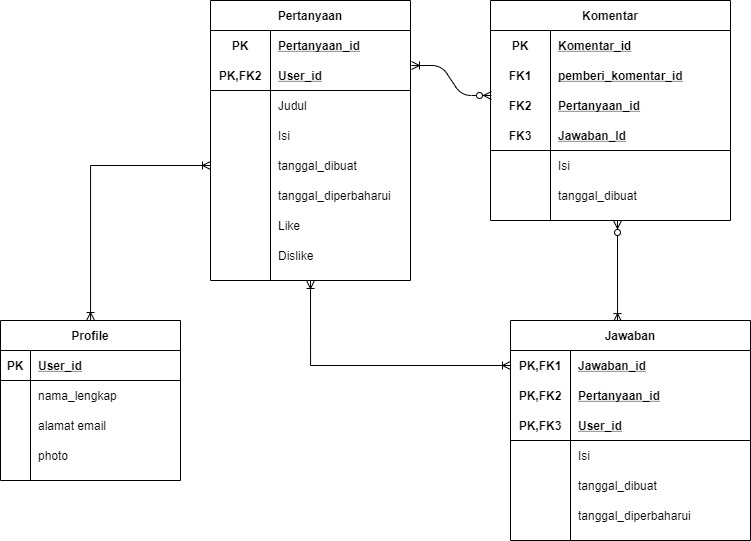 Pertanyaan
PK Pertanyaan_id
PK,FK2 User_id
Judul
Isi
tanggal_dibuat
tanggal_diperbaharui
Like
Dislike
Komentar
PK Komentar_id
FK1 pemberi_komentar_id
FK2 Pertanyaan_id
FK3 Jawaban_Id
Isi
tanggal_dibuat
Profile
PK User_id
nama_lengkap
alamat email
photo
Jawaban
PK,FK1 Jawaban_id
PK,FK2 Pertanyaan_id
PK,FK3 User_id
Isi
tanggal_dibuat
tanggal_diperbaharui